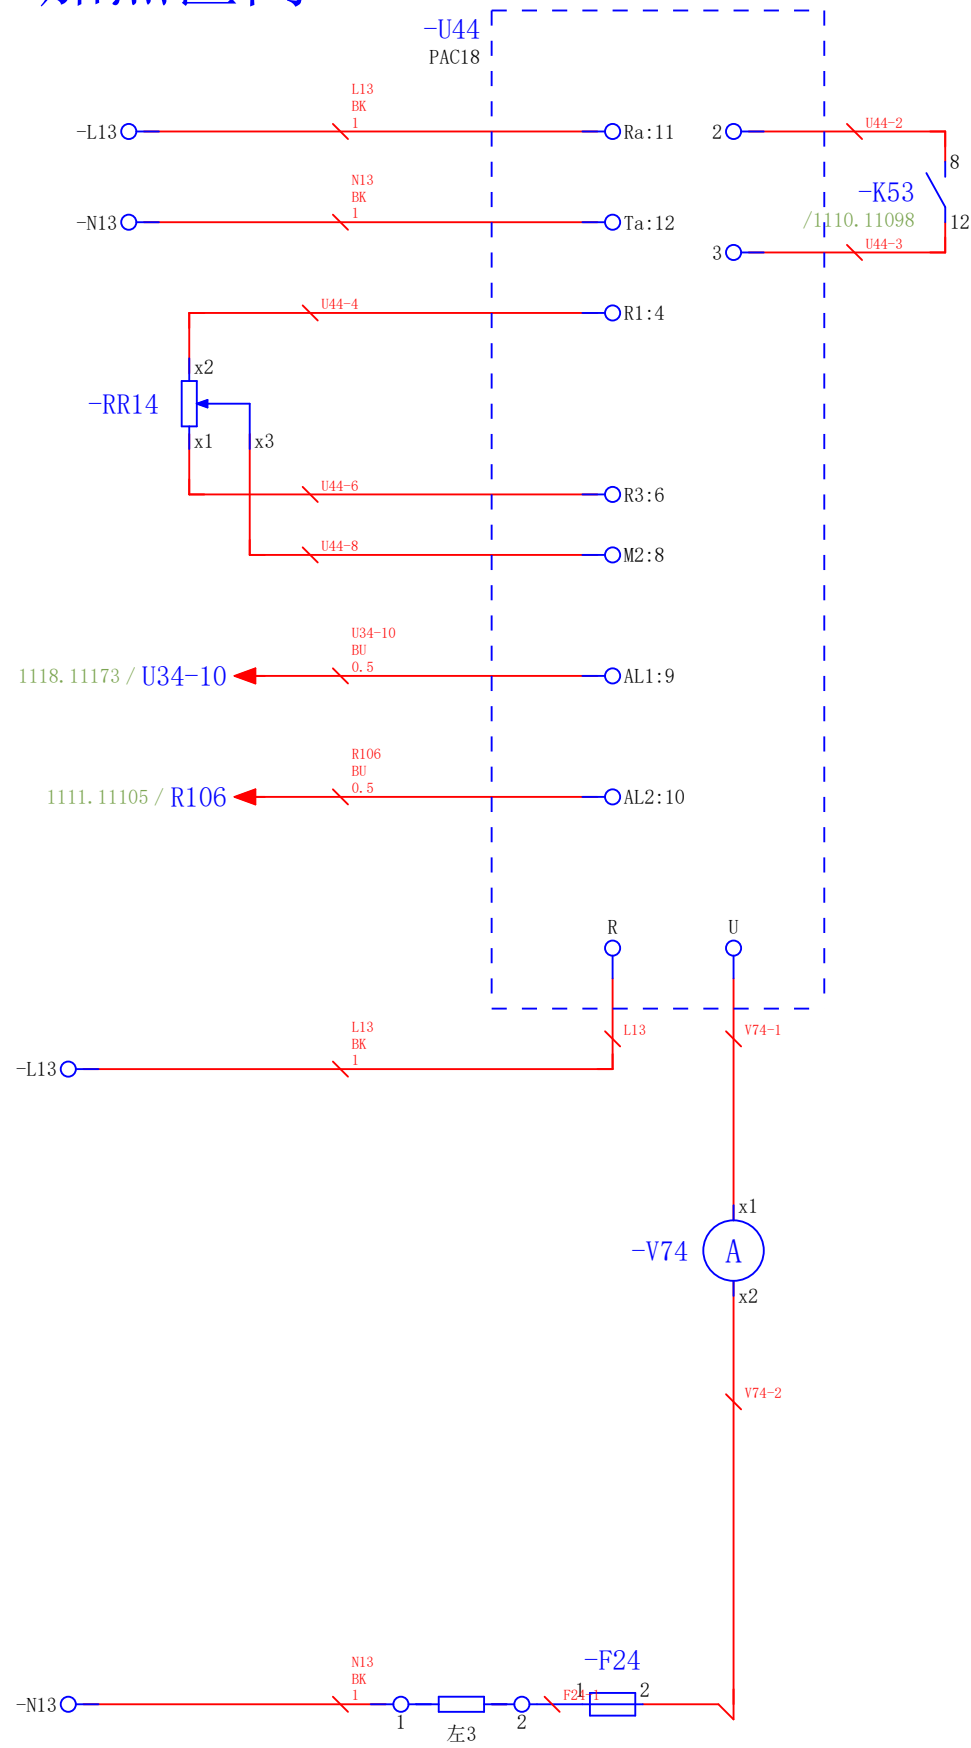 -U44
PAC18
L13
BK
1
-L13
Ra:11
2
U44-2
8
-K53
/1110.11098
12
N13
BK
1
-N13
Ta:12
3
U44-3
U44-4
R1:4
x2
-RR14
x1
x3
U44-6
R3:6
U44-8
M2:8
U34-10
BU
0.5
1118.11173 / U34-10
AL1:9
R106
BU
0.5
1111.11105 / R106
AL2:10
R
U
L13
BK
1
L13
V74-1
-L13
x1
-V74
A
x2
V74-2
-F24
N13
BK
1
F24-1
1
2
-N13
1
2
左3